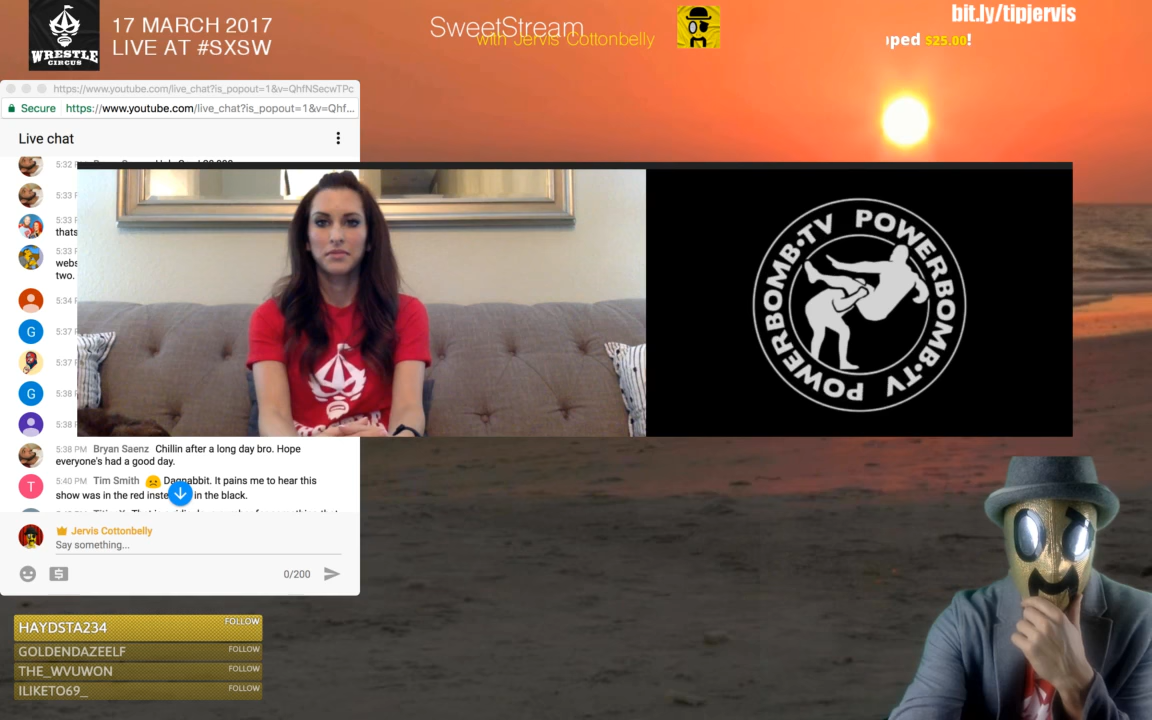 17 MARCH 2017
LIVE AT #SXSW
WRESTLE
CIRCUS
SweetStream
with Jervis Cottonbelly
bit.ly/tipjervis
ped $25.00!
https://www.youtube.com/live_chat?is_popout=1&v=QhfNSecwTPc
Secure https://www.youtube.com/live_chat?is_popout=1&v=Qhf...
Live chat
5:32
5:33
5:33
thats
5:33
webs
two.
5:34
G 5:37
5:37
G 5:38
5:38
5:38 PM Bryan Saenz Chillin after a long day bro. Hope
everyone's had a good day.
T 5:40 PM Tim Smith Dagnabbit. It pains me to hear this
show was in the red inste in the black.
Jervis Cottonbelly
Say something...
0/200
POWERBOMB.TV POWERBOMB.TV
HAYDSTA234 FOLLOW
GOLDENDAZEELF FOLLOW
THE_WVUWON FOLLOW
ILIKETO69_ FOLLOW